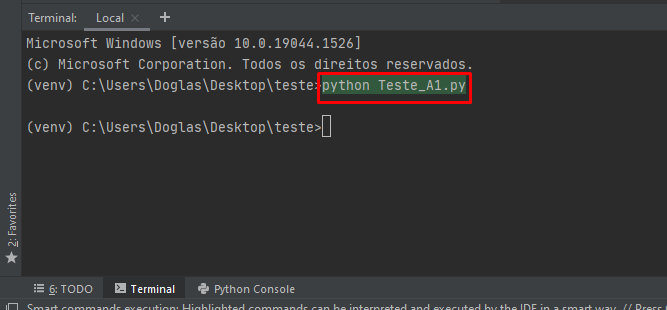 Terminal: Local × +
Microsoft Windows [versão 10.0.19044.1526]
(c) Microsoft Corporation. Todos os direitos reservados.
(venv) C:\Users\Doglas\Desktop\teste>python Teste_A1.py
(venv) C:\Users\Doglas\Desktop\teste>
2: Favorites
6: TODO Terminal Python Console
Smart commands execution: Highlighted commands can be interpreted and executed by the IDE in a smart way. // Press